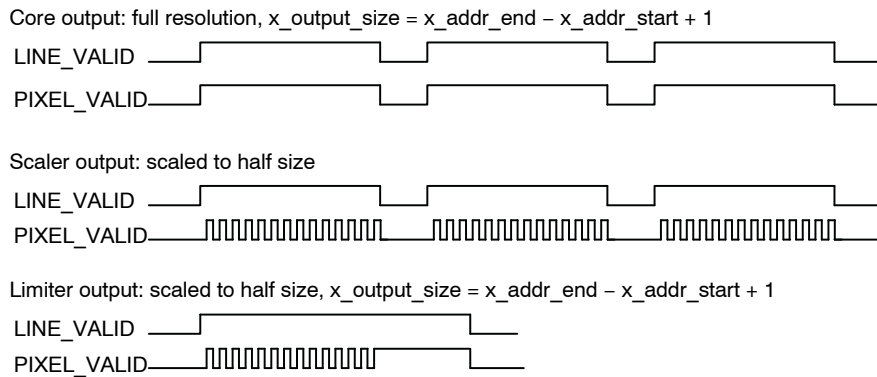 Core output: full resolution, x_output_size = x_addr_end − x_addr_start + 1
LINE_VALID
PIXEL_VALID
Scaler output: scaled to half size
LINE_VALID
PIXEL_VALID
Limiter output: scaled to half size, x_output_size = x_addr_end − x_addr_start + 1
LINE_VALID
PIXEL_VALID